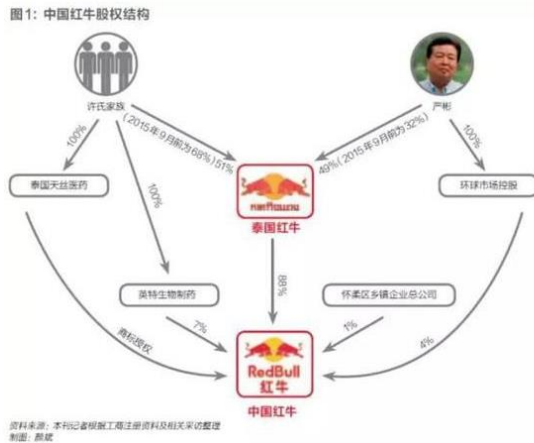 图1：中国红牛股权结构
许氏家族
严彬
100%
(2015年9月前为68%)51%
49%(2015年9月前为32%)
100%
100%
泰国天丝医药
环球市场控股
泰国红牛
英特生物制药
88%
怀柔区乡镇企业总公司
商标授权
7%
1%
4%
RedBull
红牛
中国红牛
资料来源：本刊记者根据工商注册资料及相关采访整理
制图：颜斌